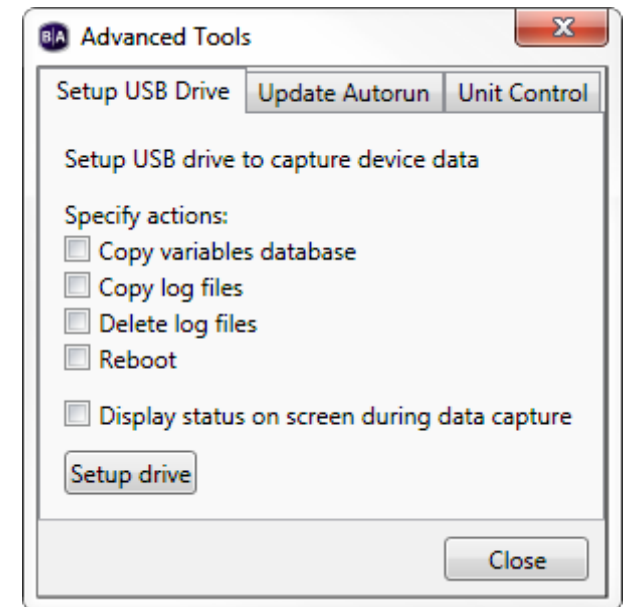 B|A Advanced Tools
Setup USB Drive Update Autorun Unit Control
Setup USB drive to capture device data
Specify actions:
Copy variables database
Copy log files
Delete log files
Reboot
Display status on screen during data capture
Setup drive
Close